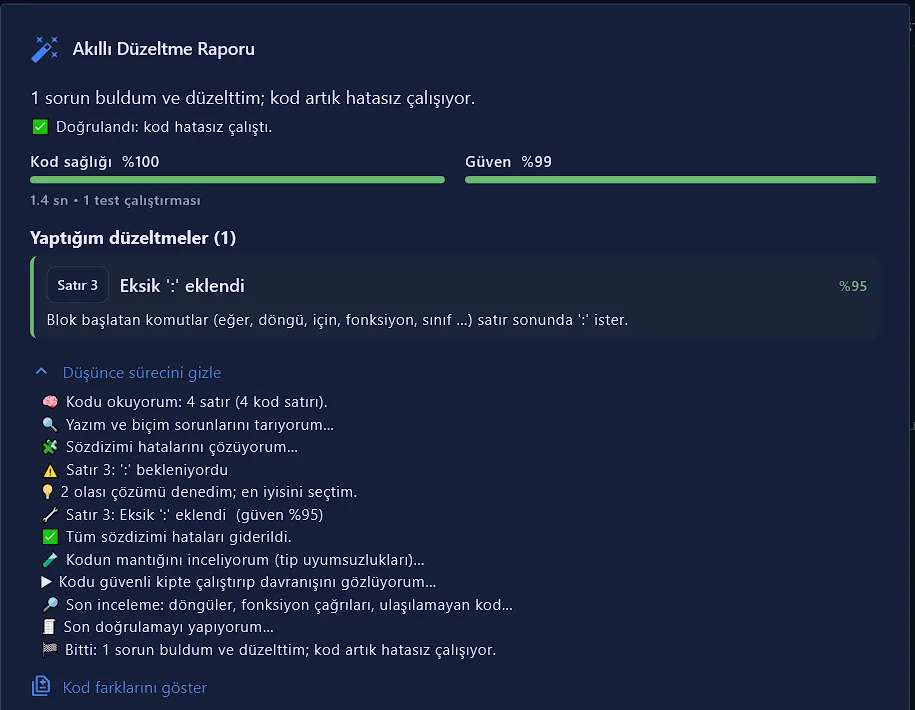 Akıllı Düzeltme Raporu
1 sorun buldum ve düzelttim; kod artık hatasız çalışıyor.
✅ Doğrulandı: kod hatasız çalıştı.
Kod sağlığı %100
Güven %99
1.4 sn • 1 test çalıştırması
Yaptığım düzeltmeler (1)
Satır 3 Eksik ':' eklendi %95
Blok başlatan komutlar (eğer, döngü, için, fonksiyon, sınıf ...) satır sonunda ':' ister.
Düşünce sürecini gizle
🧠 Kodu okuyorum: 4 satır (4 kod satırı).
🔍 Yazım ve biçim sorunlarını tarıyorum...
🧩 Sözdizimi hatalarını çözüyorum...
⚠️ Satır 3: ':' bekleniyordu
💡 2 olası çözümü denedim; en iyisini seçtim.
🔧 Satır 3: Eksik ':' eklendi (güven %95)
✅ Tüm sözdizimi hataları giderildi.
🧪 Kodun mantığını inceliyorum (tip uyumsuzlukları)...
▶ Kodu güvenli kipte çalıştırıp davranışını gözlüyorum...
🔎 Son inceleme: döngüler, fonksiyon çağrıları, ulaşılamayan kod...
🧾 Son doğrulamayı yapıyorum...
🏁 Bitti: 1 sorun buldum ve düzelttim; kod artık hatasız çalışıyor.
Kod farklarını göster